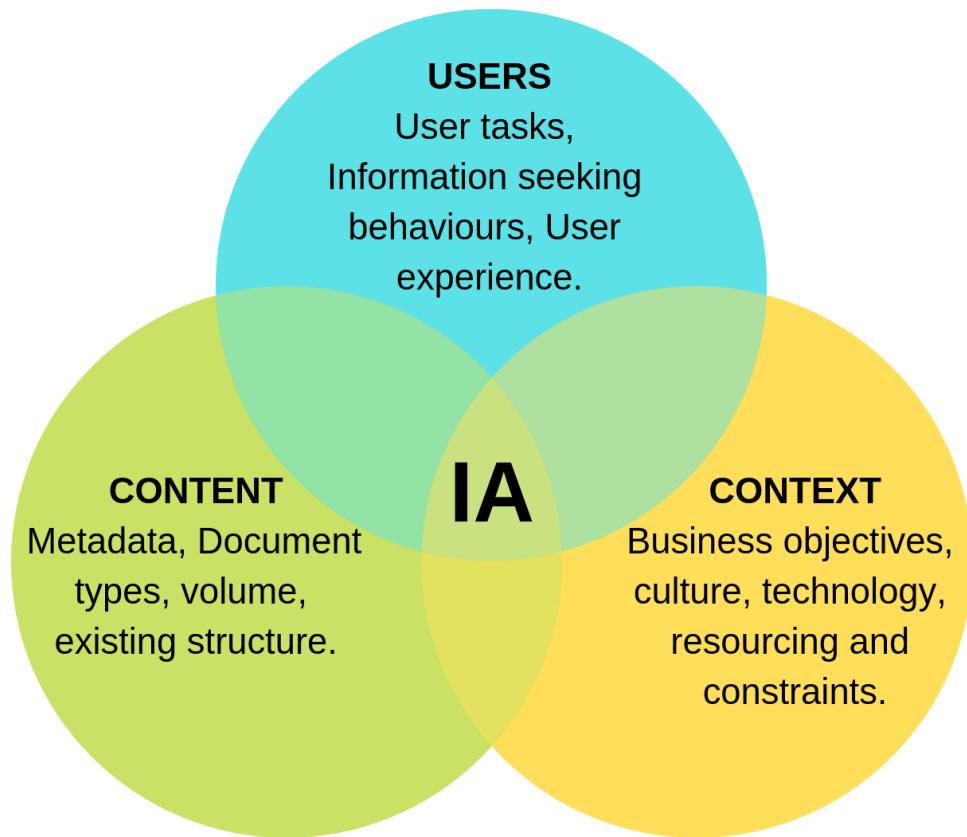 USERS
User tasks,
Information seeking
behaviours, User
experience.
IA
CONTENT
Metadata, Document
types, volume,
existing structure.
CONTEXT
Business objectives,
culture, technology,
resourcing and
constraints.